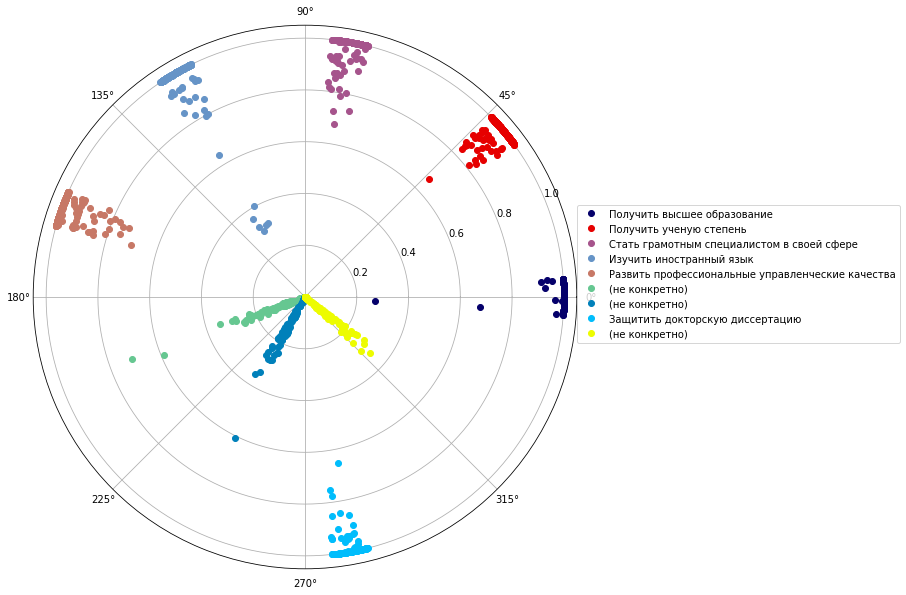 90°
135°
45°
1.0
0.8
0.6
0.4
0.2
180°
0°
225°
315°
270°
Получить высшее образование
Получить ученую степень
Стать грамотным специалистом в своей сфере
Изучить иностранный язык
Развить профессиональные управленческие качества
(не конкретно)
(не конкретно)
Защитить докторскую диссертацию
(не конкретно)